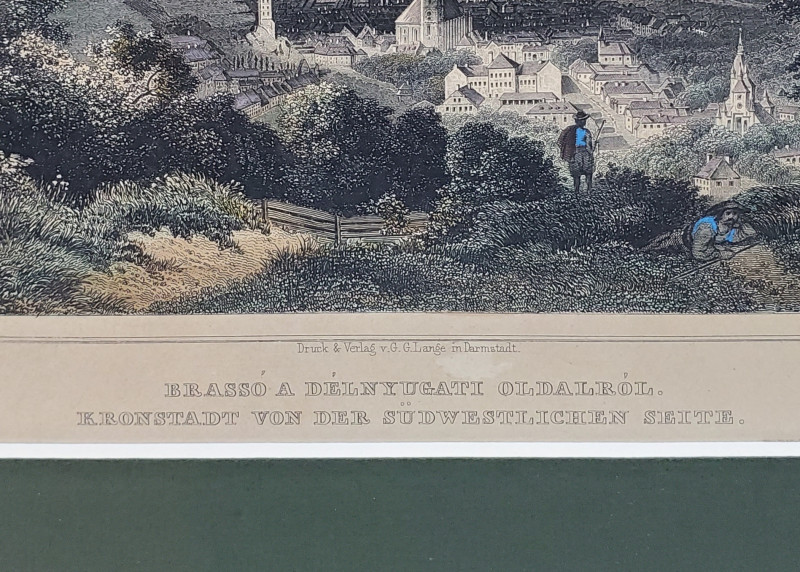 Druck & Verlag v. G. G. Lange in Darmstadt.
BRASSÓ A DÉLNYUGATI OLDALRÓL.
KRONSTADT VON DER SÜDWESTLICHEN SEITE.